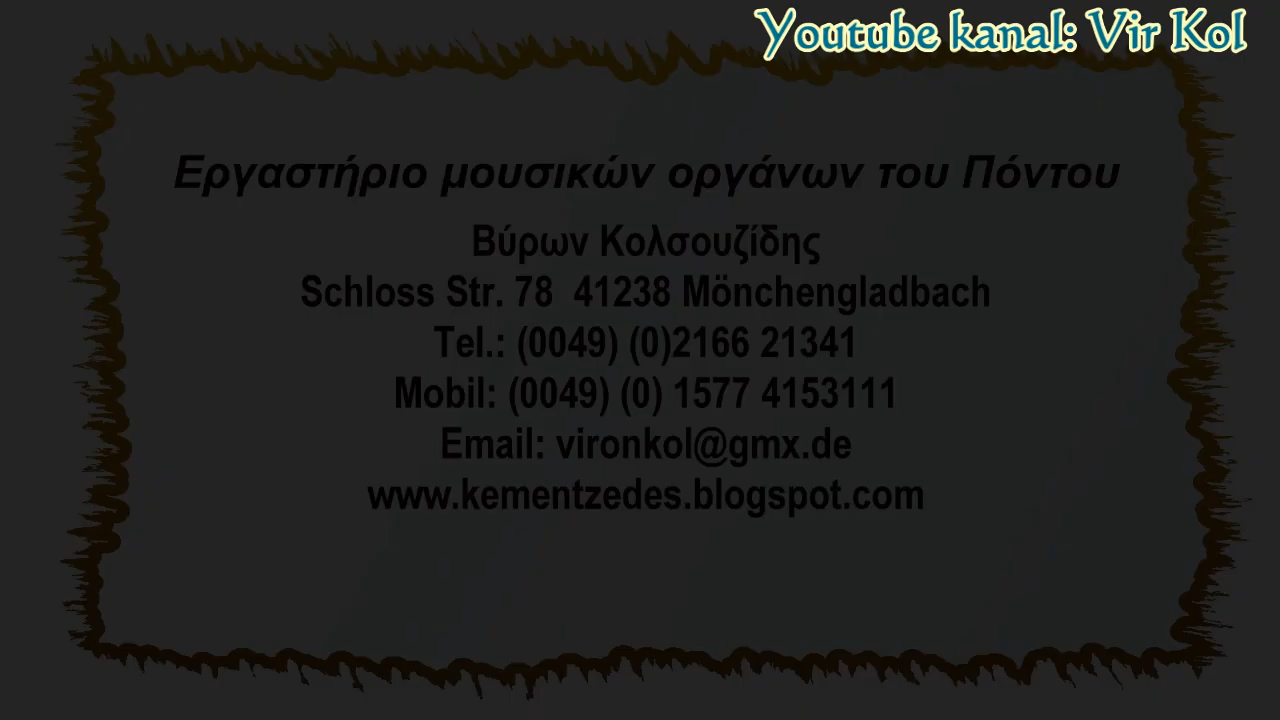 Youtube kanal: Vir Kol
Εργαστήριο μουσικών οργάνων του Πόντου
Βύρων Κολσουζίδης
Schloss Str. 78  41238 Mönchengladbach
Tel.: (0049) (0)2166 21341
Mobil: (0049) (0) 1577 4153111
Email: vironkol@gmx.de
www.kementzedes.blogspot.com